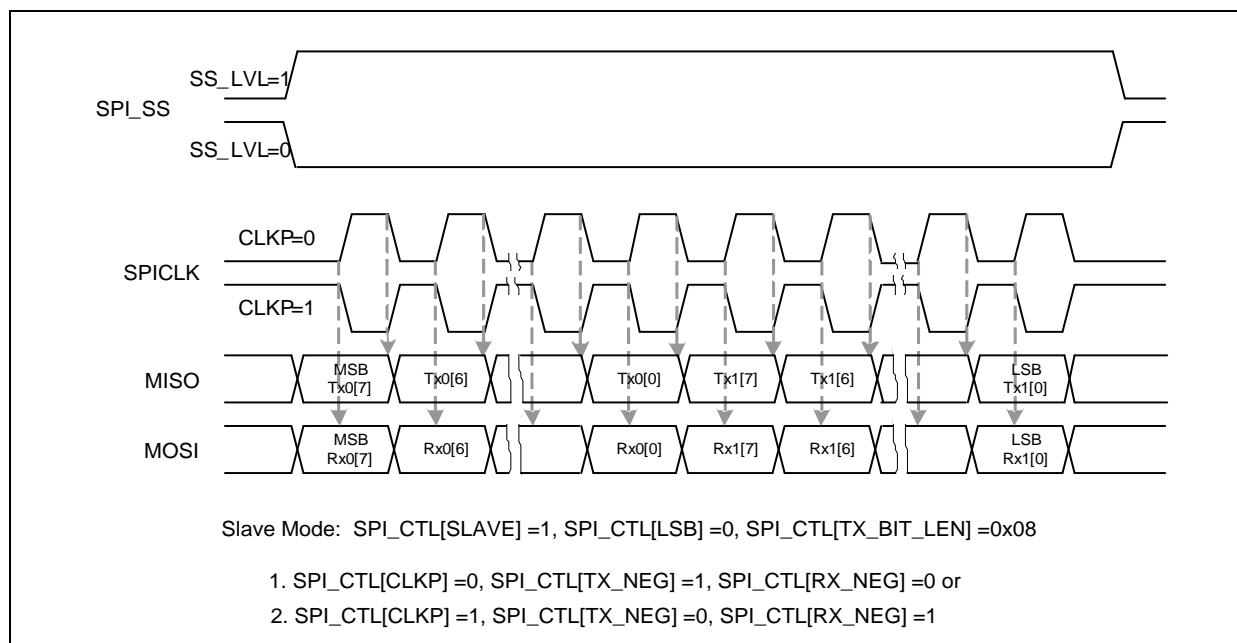 SS_LVL=1
SPI_SS
SS_LVL=0
CLKP=0
SPICLK
CLKP=1
MISO
MSB
Tx0[7]
Tx0[6]
Tx0[0]
Tx1[7]
Tx1[6]
LSB
Tx1[0]
MOSI
MSB
Rx0[7]
Rx0[6]
Rx0[0]
Rx1[7]
Rx1[6]
LSB
Rx1[0]
Slave Mode: SPI_CTL[SLAVE] =1, SPI_CTL[LSB] =0, SPI_CTL[TX_BIT_LEN] =0x08
1. SPI_CTL[CLKP] =0, SPI_CTL[TX_NEG] =1, SPI_CTL[RX_NEG] =0 or
2. SPI_CTL[CLKP] =1, SPI_CTL[TX_NEG] =0, SPI_CTL[RX_NEG] =1